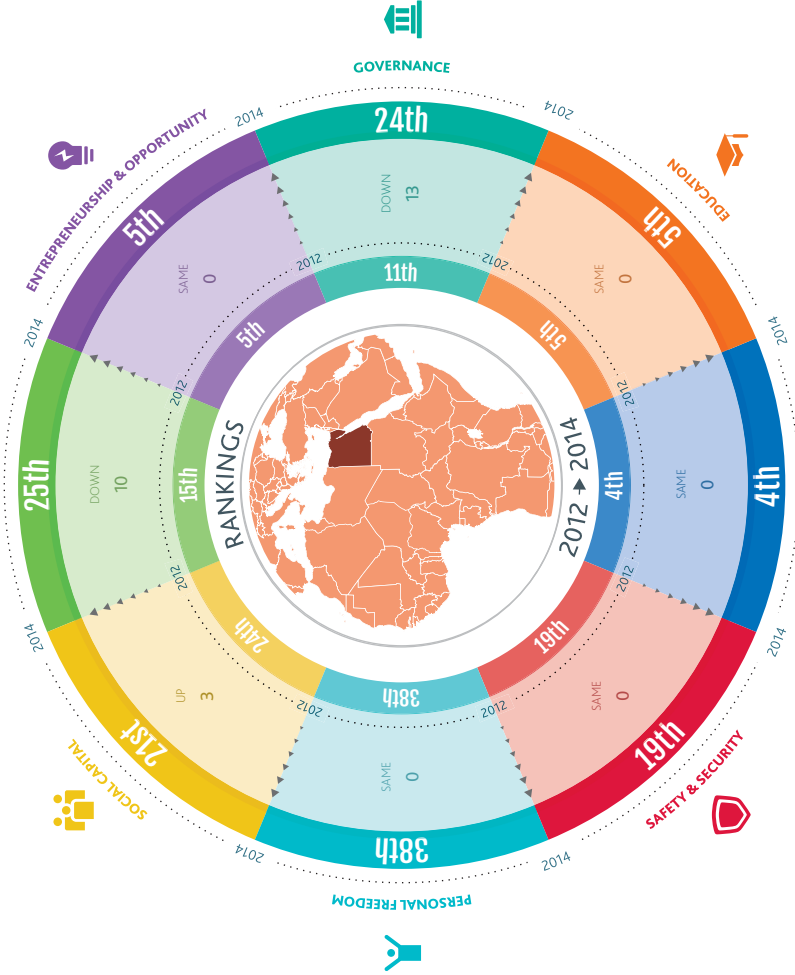 GOVERNANCE
2014
24th
2014
DOWN
13
2012
11th
2012
EDUCATION
5th
SAME
0
5th
2014
2012
4th
SAME
0
4th
2014
2012
SAFETY & SECURITY
19th
SAME
0
19th
2014
2012
PERSONAL FREEDOM
38th
SAME
0
38th
2014
2012
SOCIAL CAPITAL
21st
UP
3
24th
2014
2012
25th
DOWN
10
15th
2014
2012
ENTREPRENEURSHIP & OPPORTUNITY
5th
SAME
0
5th
RANKINGS
2012 2014